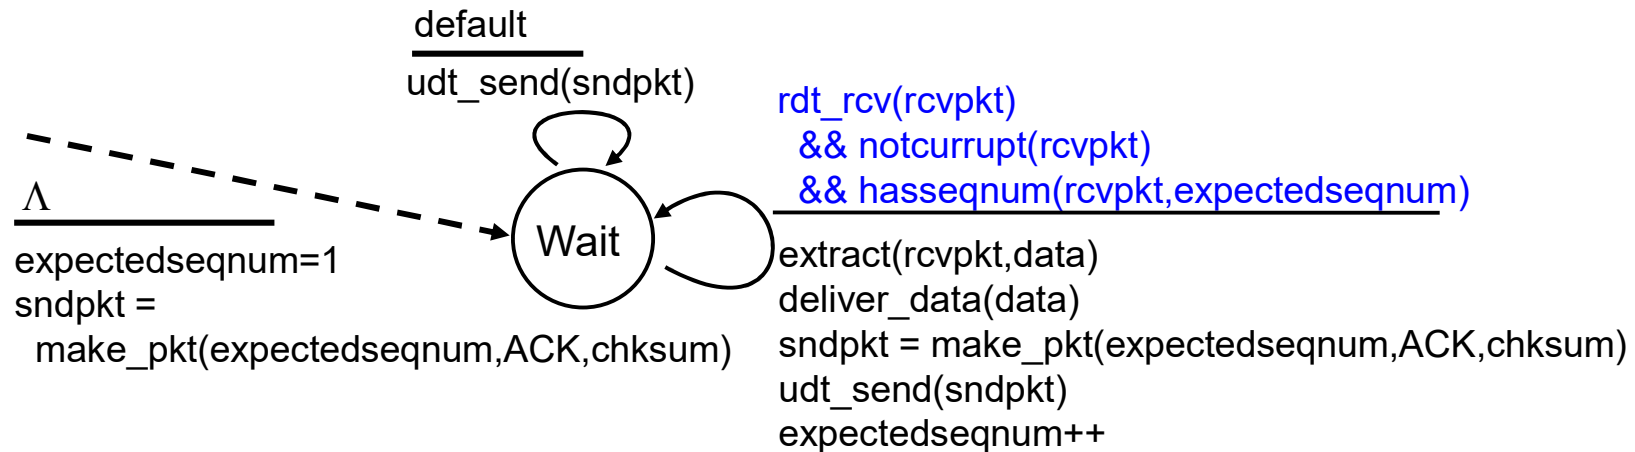 default
udt_send(sndpkt)
rdt_rcv(rcvpkt)
&& notcurrupt(rcvpkt)
&& hasseqnum(rcvpkt,expectedseqnum)
Λ
expectedseqnum=1
sndpkt =
make_pkt(expectedseqnum,ACK,chksum)
Wait
extract(rcvpkt,data)
deliver_data(data)
sndpkt = make_pkt(expectedseqnum,ACK,chksum)
udt_send(sndpkt)
expectedseqnum++